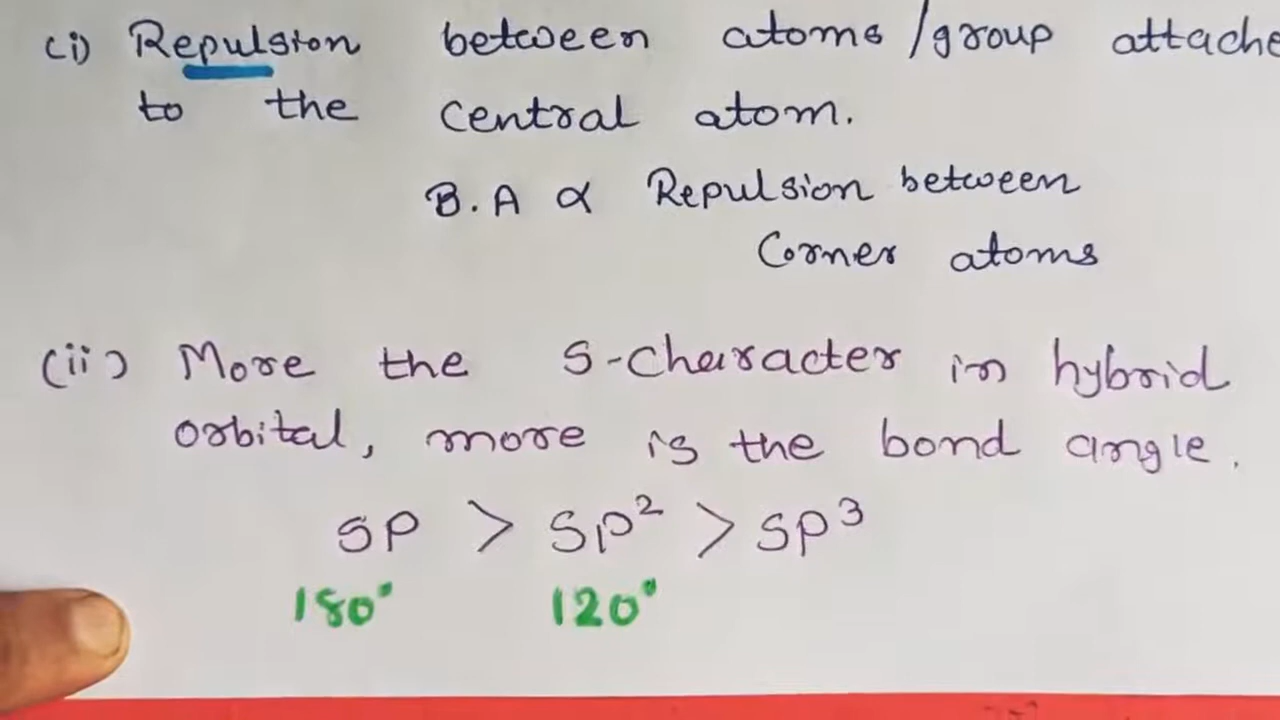 (i) Repulsion between atoms/group attache
to the central atom.
B.A ∝ Repulsion between
Corner atoms
(ii) More the S-character in hybrid
orbital, more is the bond angle.
SP > SP² > SP³
180° 120°